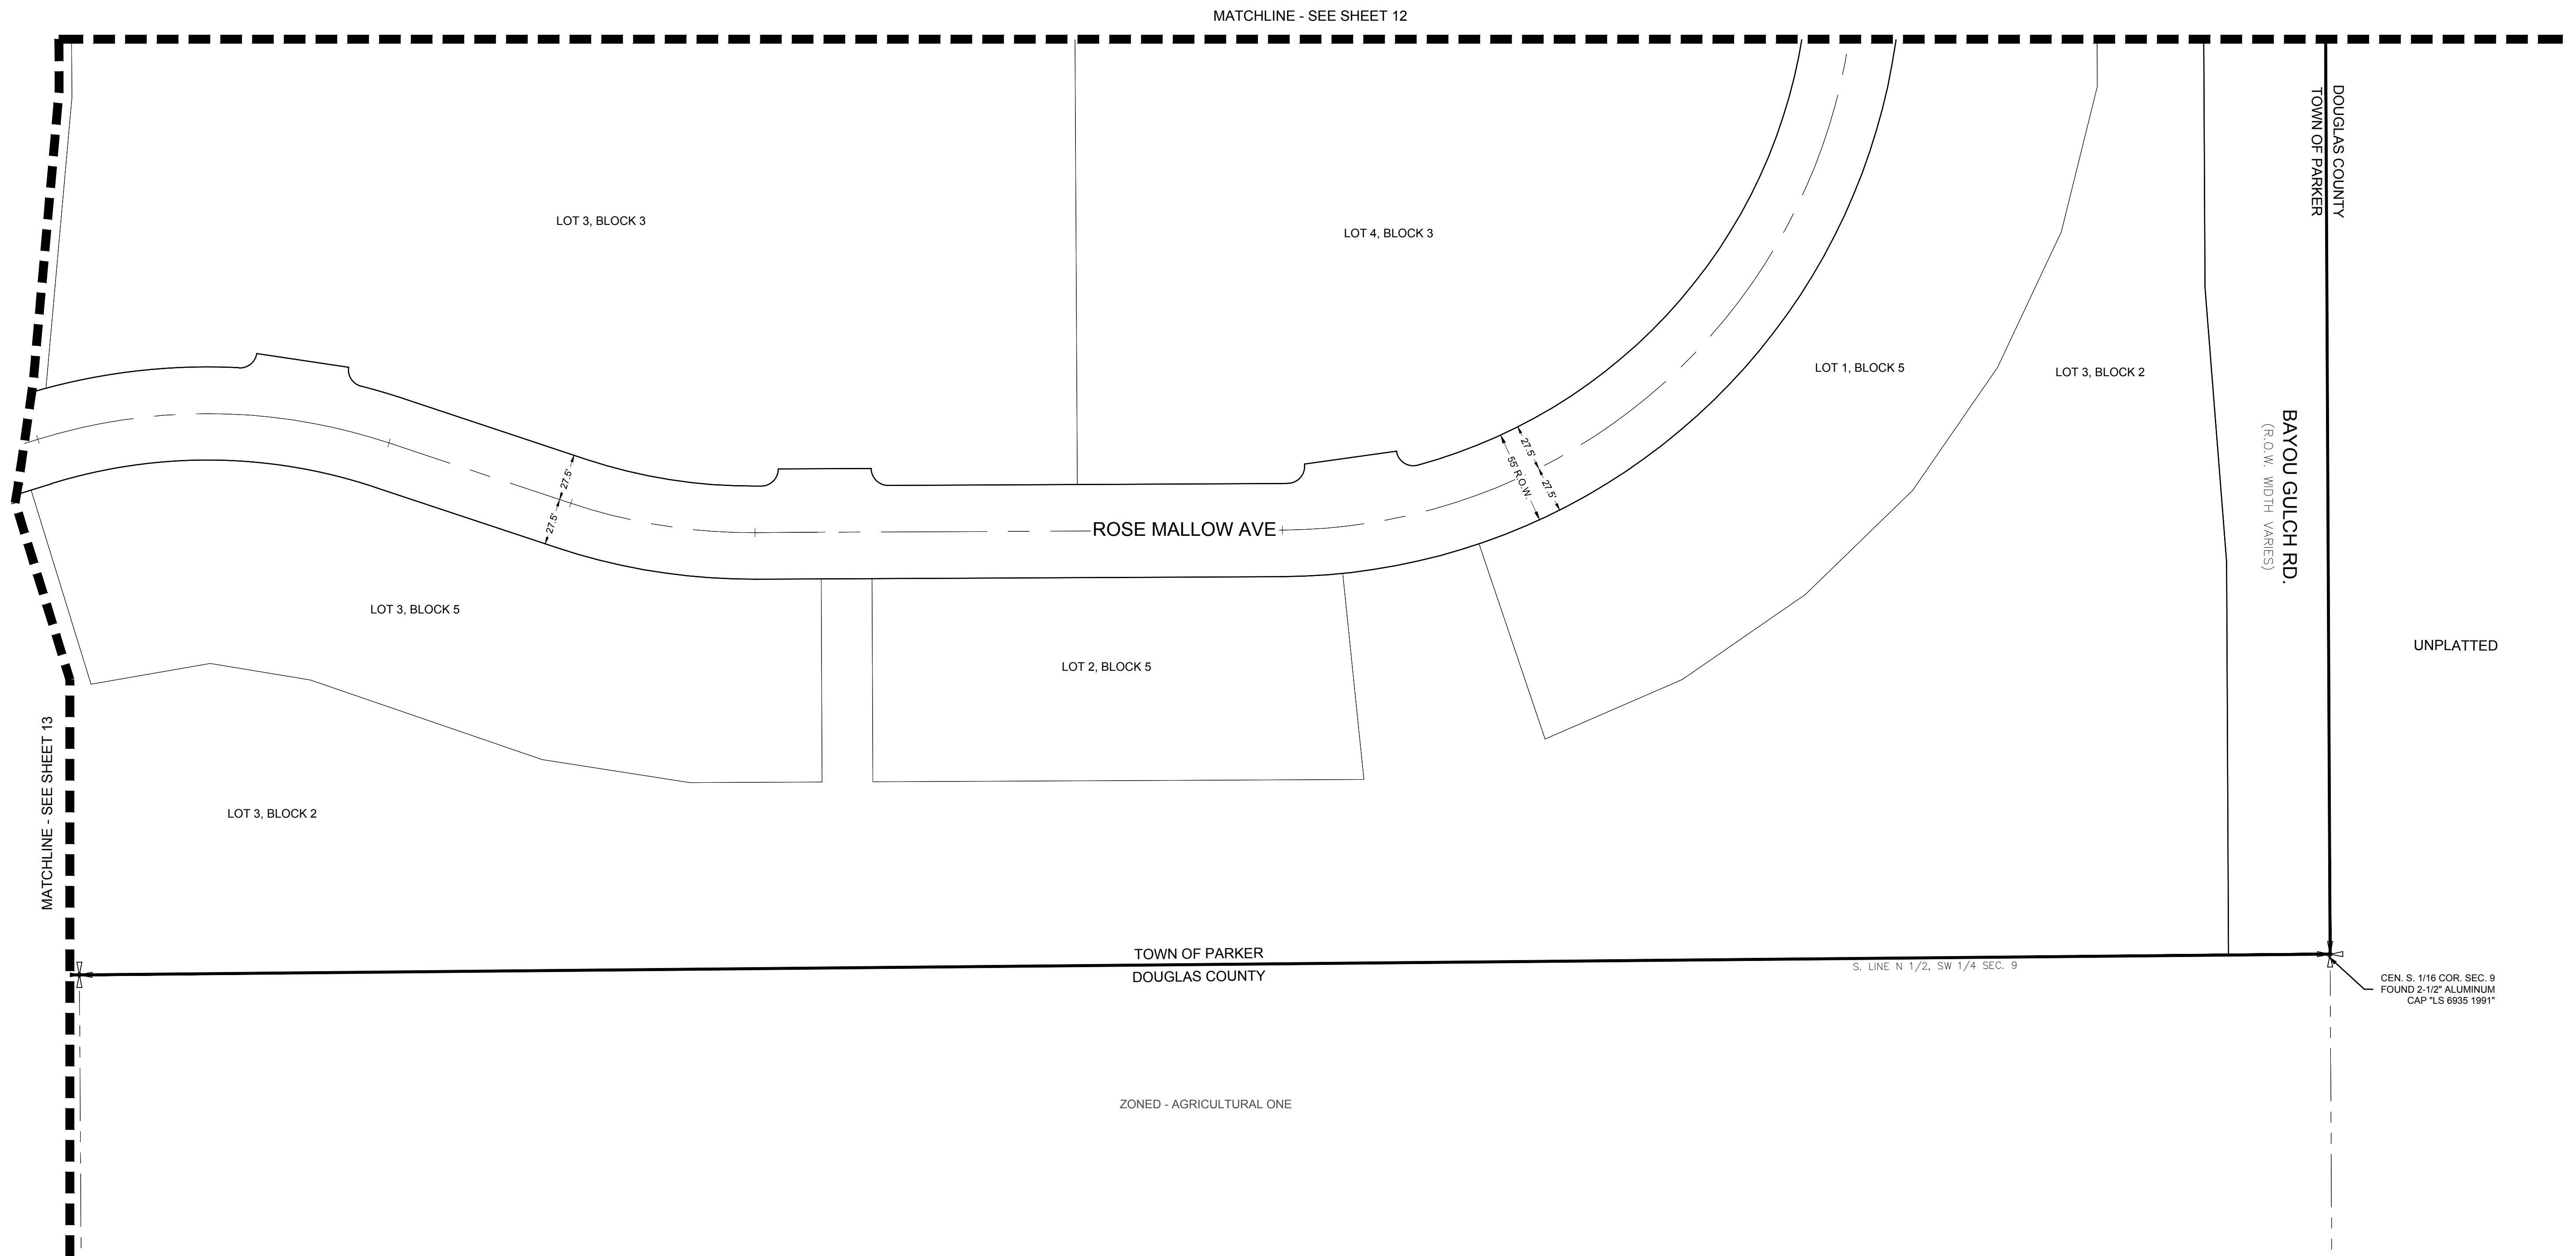 MATCHLINE - SEE SHEET 12
DOUGLAS COUNTY
TOWN OF PARKER
LOT 3, BLOCK 3
LOT 4, BLOCK 3
LOT 1, BLOCK 5
LOT 3, BLOCK 2
BAYOU GULCH RD.
(R.O.W. WIDTH VARIES)
27.5'
27.5'
27.5'
55' R.O.W.
27.5'
ROSE MALLOW AVE
LOT 3, BLOCK 5
LOT 2, BLOCK 5
UNPLATTED
MATCHLINE - SEE SHEET 13
LOT 3, BLOCK 2
TOWN OF PARKER
DOUGLAS COUNTY
S. LINE N 1/2, SW 1/4 SEC. 9
CEN. S. 1/16 COR. SEC. 9
FOUND 2-1/2" ALUMINUM
CAP "LS 6935 1991"
ZONED - AGRICULTURAL ONE